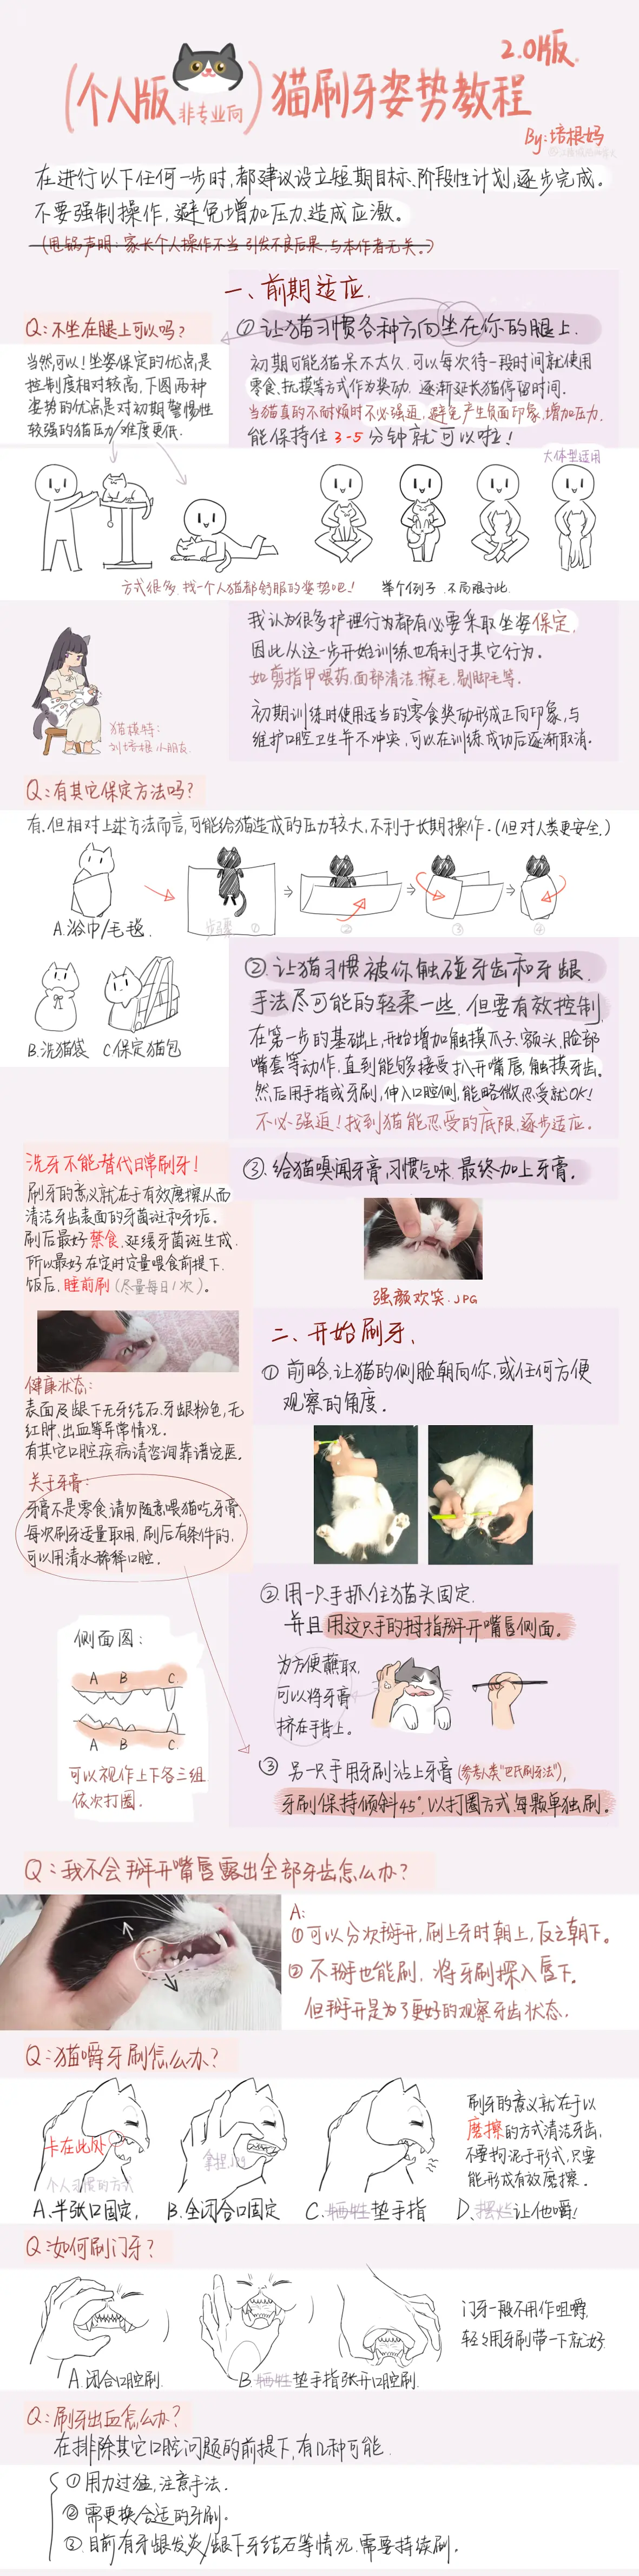 2.0版.
(个人版 非专业向) 猫刷牙姿势教程
By:培根妈
在进行以下任何一步时,都建议设立短期目标、阶段性计划,逐步完成。
不要强制操作,避免增加压力、造成应激。
(甩锅声明:家长个人操作不当 引发不良后果,与本作者无关。)
一、前期适应.
Q:不坐在腿上可以吗?
当然可以!坐姿保定的优点是
控制度相对较高,下图两种
姿势的优点是对初期警惕性
较强的猫压力/难度更低.
① 让猫习惯各种方向坐在你的腿上.
初期可能猫呆不太久,可以每次待一段时间就使用
零食、抚摸等方式作为奖励,逐渐延长猫停留时间.
当猫真的不耐烦时不必强迫,避免产生负面印象,增加压力.
能保持住 3-5 分钟就可以啦!
大体型适用
方式很多,找一个人猫都舒服的姿势吧!
举个例子,不局限于此.
我认为很多护理行为都有必要采取坐姿保定,
因此从这一步开始训练也有利于其它行为.
如剪指甲、喂药、面部清洁、擦毛、剔脚毛等.
初期训练时使用适当的零食奖励形成正向印象,与
维护口腔卫生并不冲突,可以在训练成功后逐渐取消.
猫模特:
刘培根小朋友
Q:有其它保定方法吗?
有.但相对上述方法而言,可能给猫造成的压力较大,不利于长期操作.(但对人类更安全.)
A.浴巾/毛毯.
步骤 ①
②
③
④
B.洗猫袋
C.保定猫包
②.让猫习惯被你触碰牙齿和牙龈.
手法尽可能的轻柔一些.但要有效控制.
在第一步的基础上,开始增加触摸爪子、额头、脸部
嘴套等动作,直到能够接受扒开嘴唇,触摸牙齿。
然后用手指或牙刷,伸入口腔侧,能略微忍受就OK!
不必强迫!找到猫能忍受的底限,逐步适应。
洗牙不能替代日常刷牙!
刷牙的意义就在于有效磨擦从而
清洁牙齿表面的牙菌斑和牙垢。
刷后最好禁食,延缓牙菌斑生成.
所以最好在定时定量喂食前提下.
饭后,睡前刷(尽量每日1次)。
③.给猫嗅闻牙膏,习惯气味.最终加上牙膏.
强颜欢笑.JPG
健康状态:
表面及龈下无牙结石.牙龈粉色,无
红肿、出血等异常情况.
有其它口腔疾病请咨询靠谱宠医.
关于牙膏:
牙膏不是零食,请勿随意喂猫吃牙膏.
每次刷牙适量取用,刷后有条件的,
可以用清水稀释口腔.
二、开始刷牙、
① 前略,让猫的侧脸朝向你,或任何方便
观察的角度.
②.用一只手抓住猫头固定.
并且 用这只手的拇指掰开嘴唇侧面.
为方便蘸取,
可以将牙膏
挤在手背上.
侧面图:
A B C.
A B C.
可以视作上下各三组
依次打圈.
③ 另一只手用牙刷沾上牙膏(参考人类“巴氏刷牙法”),
牙刷保持倾斜45°,以打圈方式.每颗单独刷。
Q:我不会掰开嘴唇露出全部牙齿怎么办?
A:
①可以分次掰开,刷上牙时朝上,反之朝下。
② 不掰也能刷,将牙刷探入唇下.
但掰开是为了更好的观察牙齿状态.
Q:猫嚼牙刷怎么办?
卡在此处
个人习惯的方式
A.半张口固定,
拿捏.jpg
B.全闭合口固定
C.牺牲垫手指
刷牙的意义就在于以
磨擦的方式清洁牙齿,
不要拘泥于形式,只要
能形成有效磨擦.
D.摆烂让他嚼!
Q:如何刷门牙?
A.闭合口腔刷.
B.牺牲垫手指张开口腔刷.
门牙一般不用作咀嚼,
轻轻用牙刷带一下就好
Q:刷牙出血怎么办?
在排除其它口腔问题的前提下,有几种可能.
①用力过猛,注意手法.
②需更换合适的牙刷。
③.目前有牙龈发炎/龈下牙结石等情况.需要持续刷.